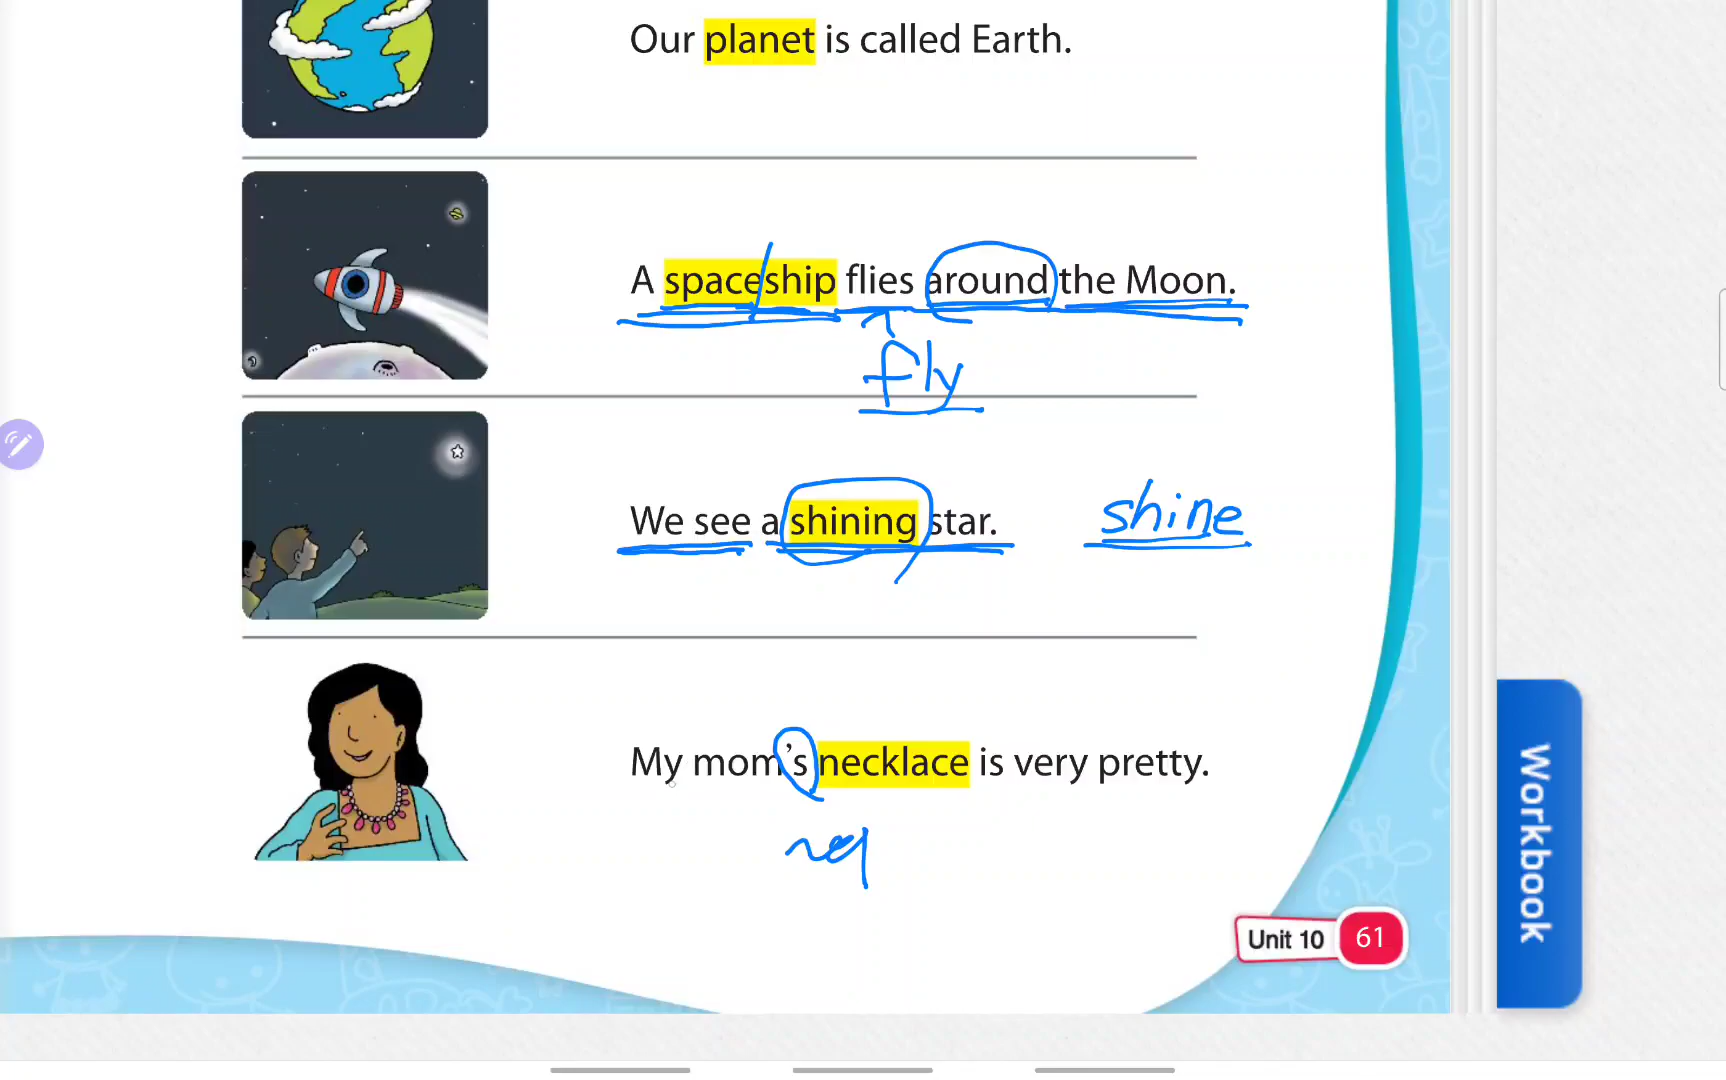 Our planet is called Earth.
A spaceship flies around the Moon.
fly
We see a shining star. shine
My mom's necklace is very pretty.
Workbook
Unit 10 61